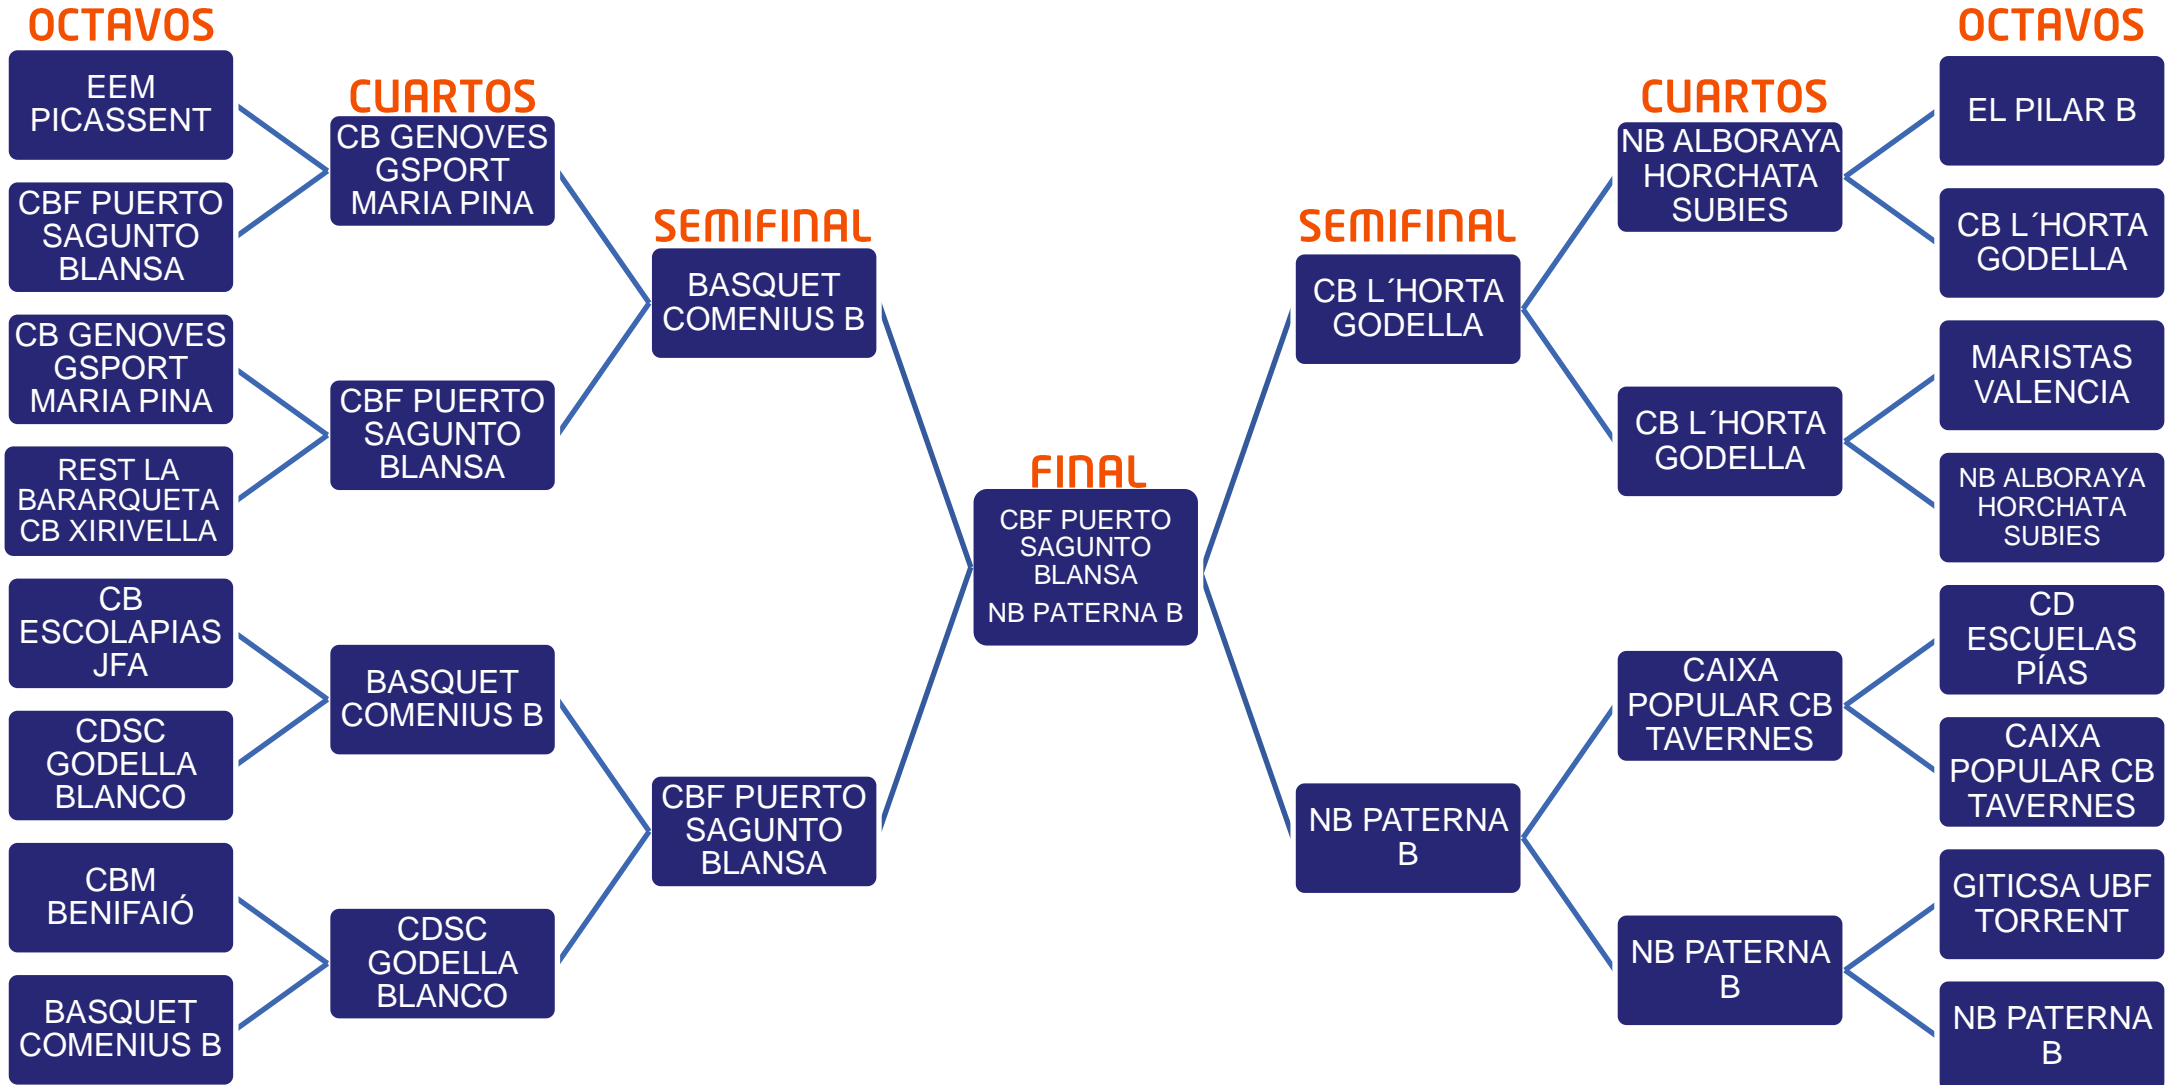 OCTAVOS
EEM
PICASSENT
CBF PUERTO
SAGUNTO
BLANSA
CB GENOVES
GSPORT
MARIA PINA
REST LA
BARARQUETA
CB XIRIVELLA
CB
ESCOLAPIAS
JFA
CDSC
GODELLA
BLANCO
CBM
BENIFAIÓ
BASQUET
COMENIUS B
CUARTOS
CB GENOVES
GSPORT
MARIA PINA
CBF PUERTO
SAGUNTO
BLANSA
BASQUET
COMENIUS B
CDSC
GODELLA
BLANCO
SEMIFINAL
BASQUET
COMENIUS B
CBF PUERTO
SAGUNTO
BLANSA
FINAL
CBF PUERTO
SAGUNTO
BLANSA
NB PATERNA B
SEMIFINAL
CB L´HORTA
GODELLA
NB PATERNA
B
CUARTOS
NB ALBORAYA
HORCHATA
SUBIES
CB L´HORTA
GODELLA
CAIXA
POPULAR CB
TAVERNES
NB PATERNA
B
OCTAVOS
EL PILAR B
CB L´HORTA
GODELLA
MARISTAS
VALENCIA
NB ALBORAYA
HORCHATA
SUBIES
CD
ESCUELAS
PÍAS
CAIXA
POPULAR CB
TAVERNES
GITICSA UBF
TORRENT
NB PATERNA
B